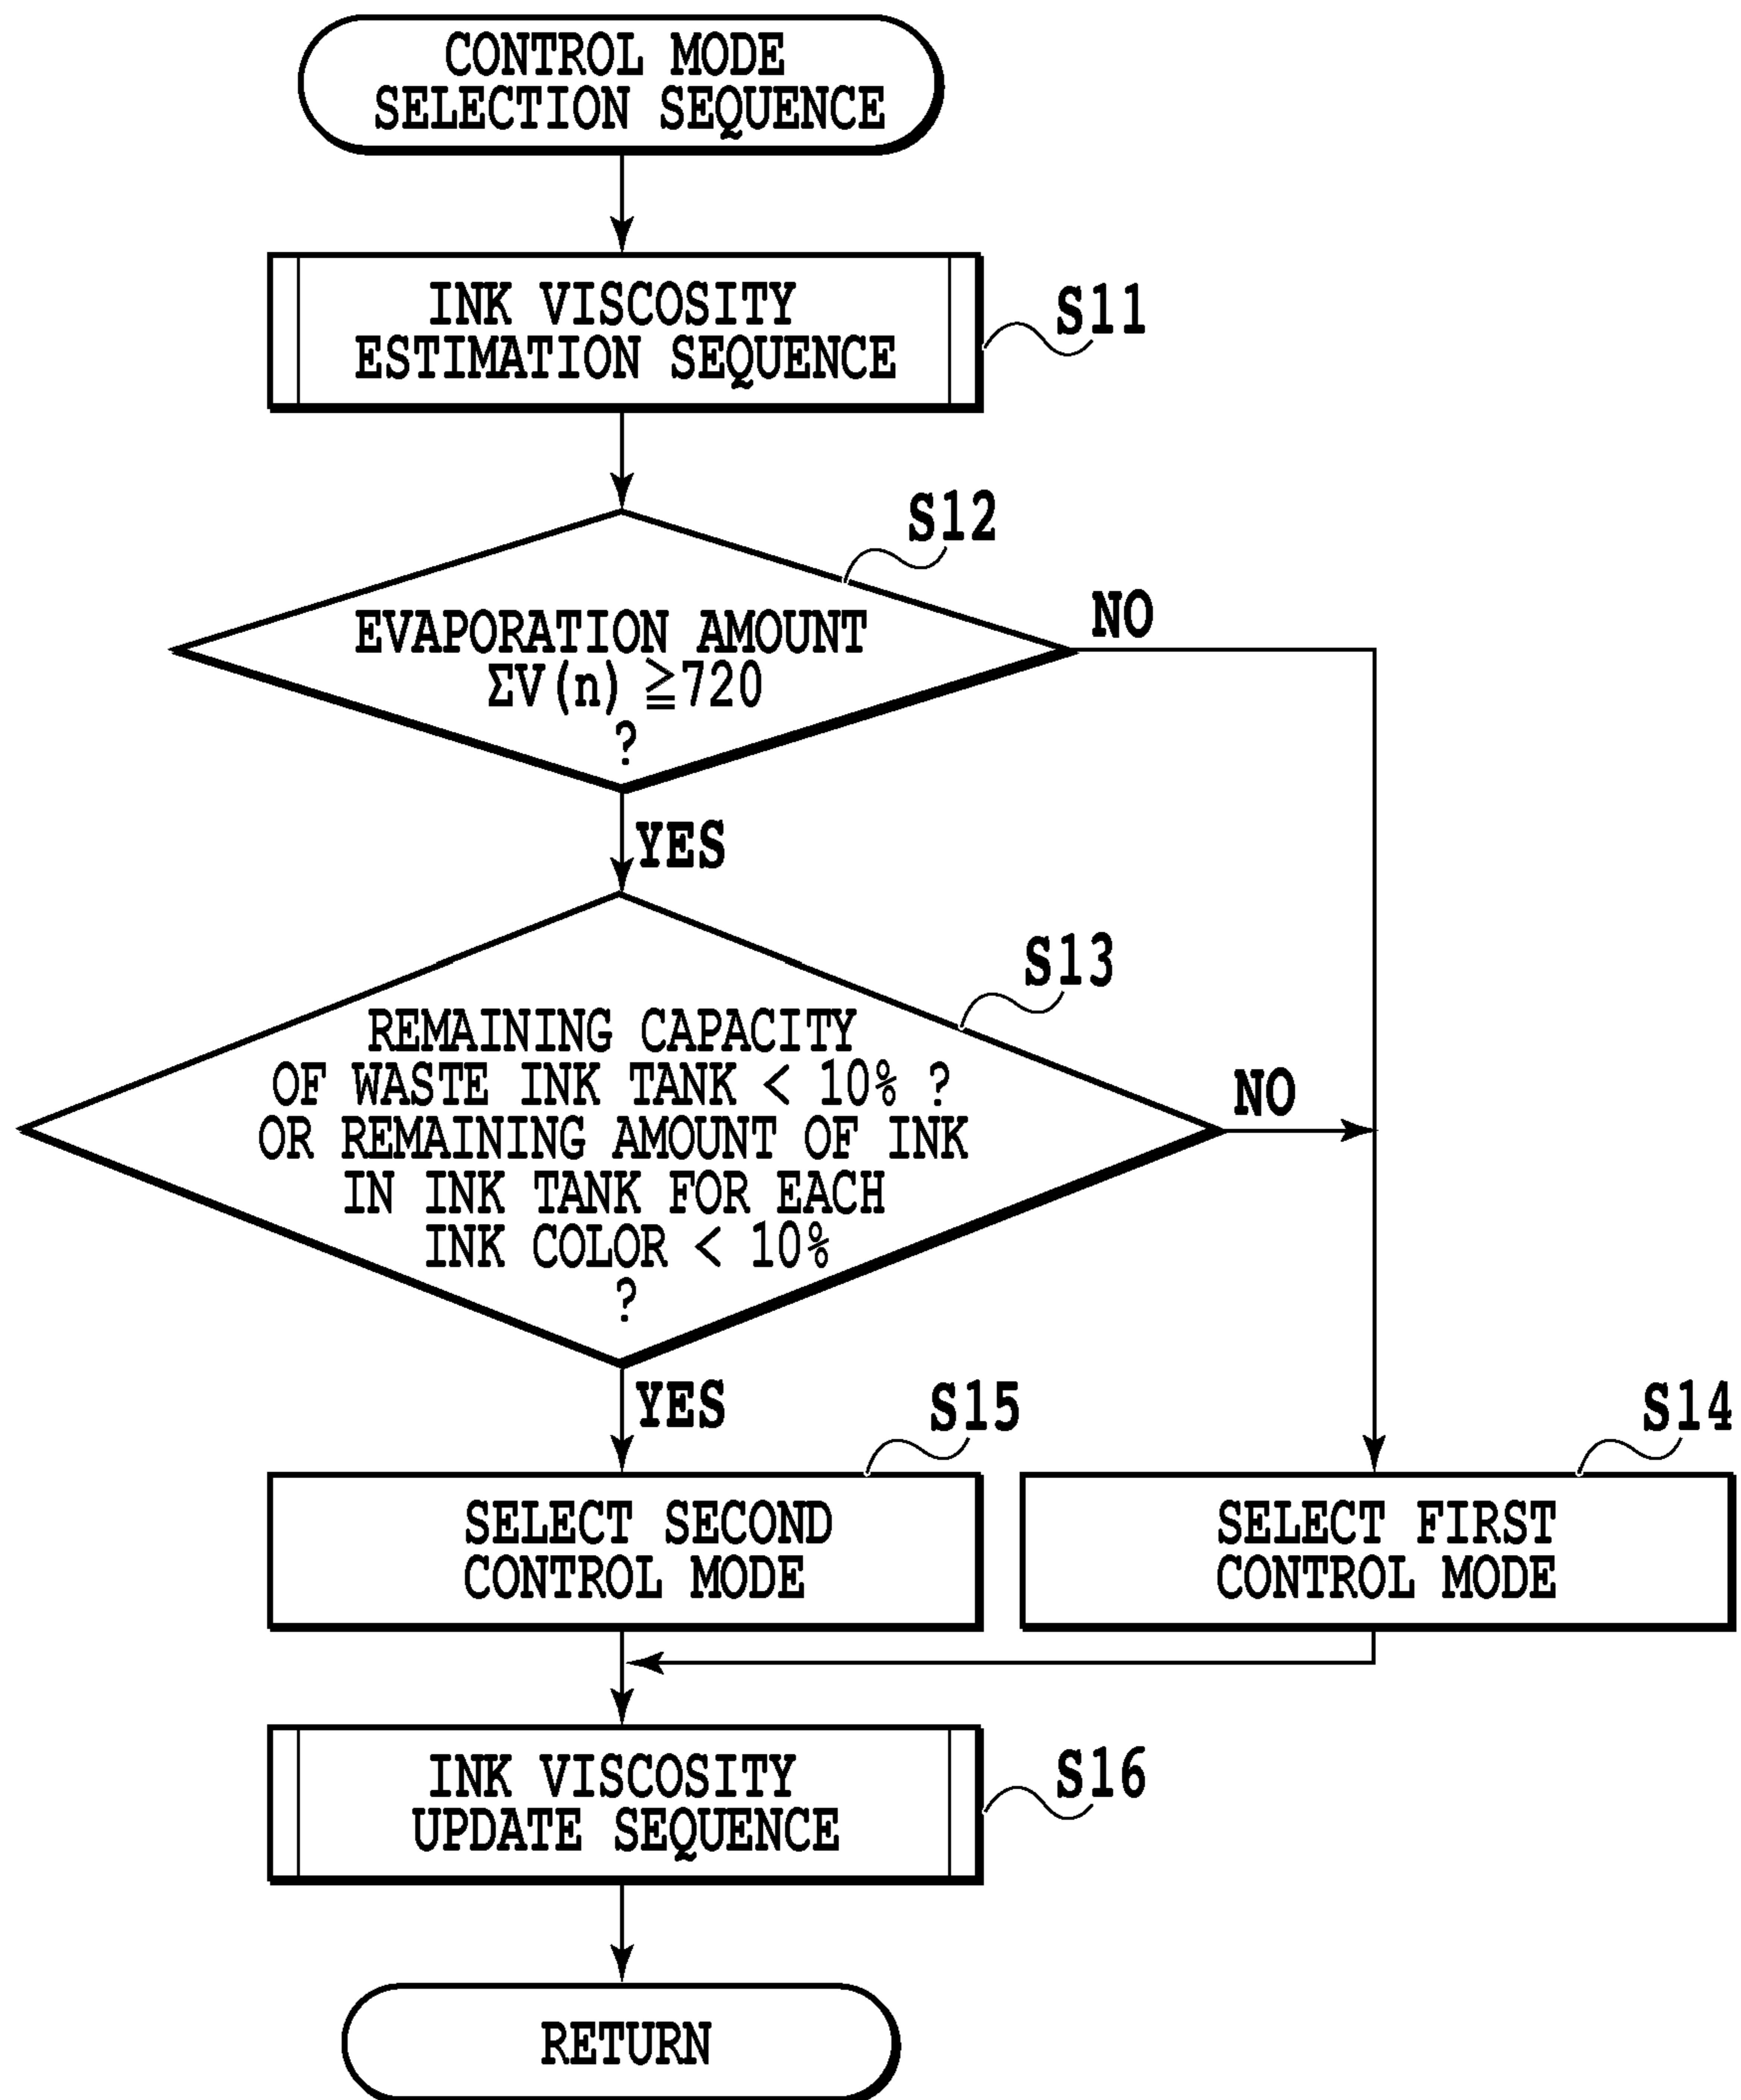 CONTROL MODE
SELECTION SEQUENCE
INK VISCOSITY
ESTIMATION SEQUENCE
S11
S12
EVAPORATION AMOUNT
ΣV(n) ≧720
?
NO
YES
S13
REMAINING CAPACITY
OF WASTE INK TANK < 10% ?
OR REMAINING AMOUNT OF INK
IN INK TANK FOR EACH
INK COLOR < 10%
?
NO
YES
S15
S14
SELECT SECOND
CONTROL MODE
SELECT FIRST
CONTROL MODE
INK VISCOSITY
UPDATE SEQUENCE
S16
RETURN